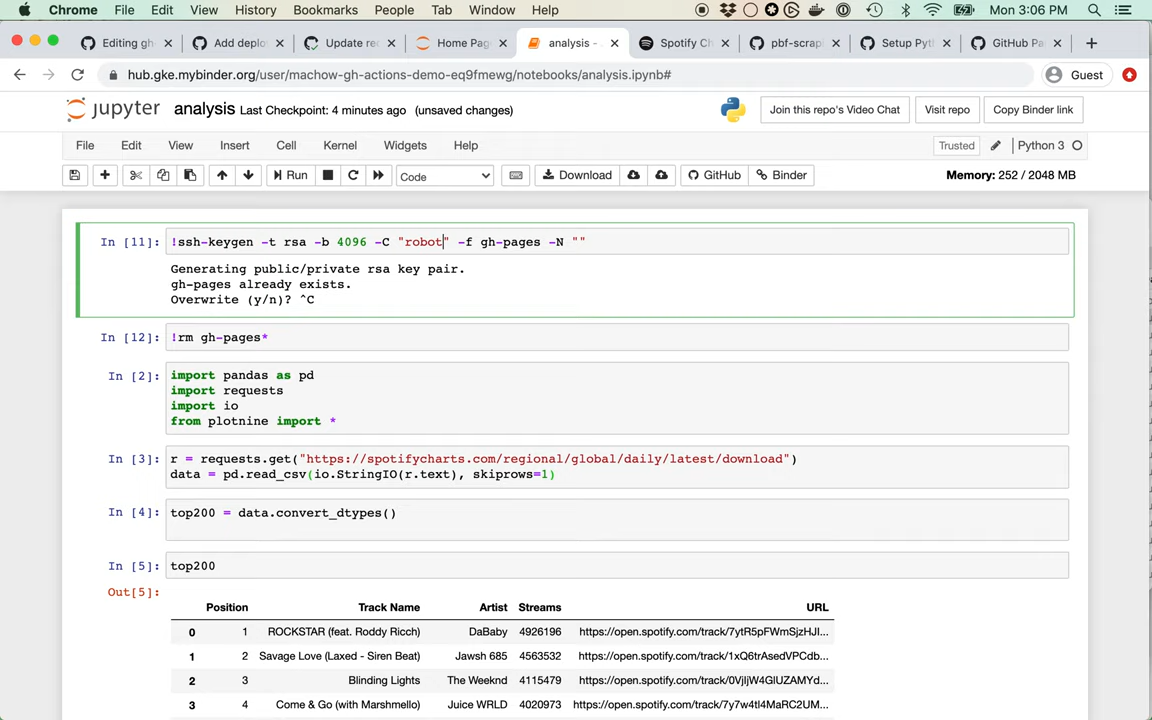 Chrome File Edit View History Bookmarks People Tab Window Help Mon 3:06 PM
Editing gh- Add deplo Update re Home Page analysis - Spotify Ch pbf-scrap Setup Pyth GitHub Pa
hub.gke.mybinder.org/user/machow-gh-actions-demo-eq9fmewg/notebooks/analysis.ipynb# Guest
jupyter analysis Last Checkpoint: 4 minutes ago (unsaved changes) Join this repo's Video Chat Visit repo Copy Binder link
File Edit View Insert Cell Kernel Widgets Help Trusted Python 3
Run Code Download GitHub Binder Memory: 252 / 2048 MB
In [11]: !ssh-keygen -t rsa -b 4096 -C "robot" -f gh-pages -N ""
Generating public/private rsa key pair.
gh-pages already exists.
Overwrite (y/n)? ^C
In [12]: !rm gh-pages*
In [2]: import pandas as pd
import requests
import io
from plotnine import *
In [3]: r = requests.get("https://spotifycharts.com/regional/global/daily/latest/download")
data = pd.read_csv(io.StringIO(r.text), skiprows=1)
In [4]: top200 = data.convert_dtypes()
In [5]: top200
Out[5]:
Position Track Name Artist Streams URL
0 1 ROCKSTAR (feat. Roddy Ricch) DaBaby 4926196 https://open.spotify.com/track/7ytR5pFWmSjzHJI...
1 2 Savage Love (Laxed - Siren Beat) Jawsh 685 4563532 https://open.spotify.com/track/1xQ6trAsedVPCdb...
2 3 Blinding Lights The Weeknd 4115479 https://open.spotify.com/track/0VjIjW4GlUZAMYd...
3 4 Come & Go (with Marshmello) Juice WRLD 4020973 https://open.spotify.com/track/7y7w4tl4MaRC2UM...